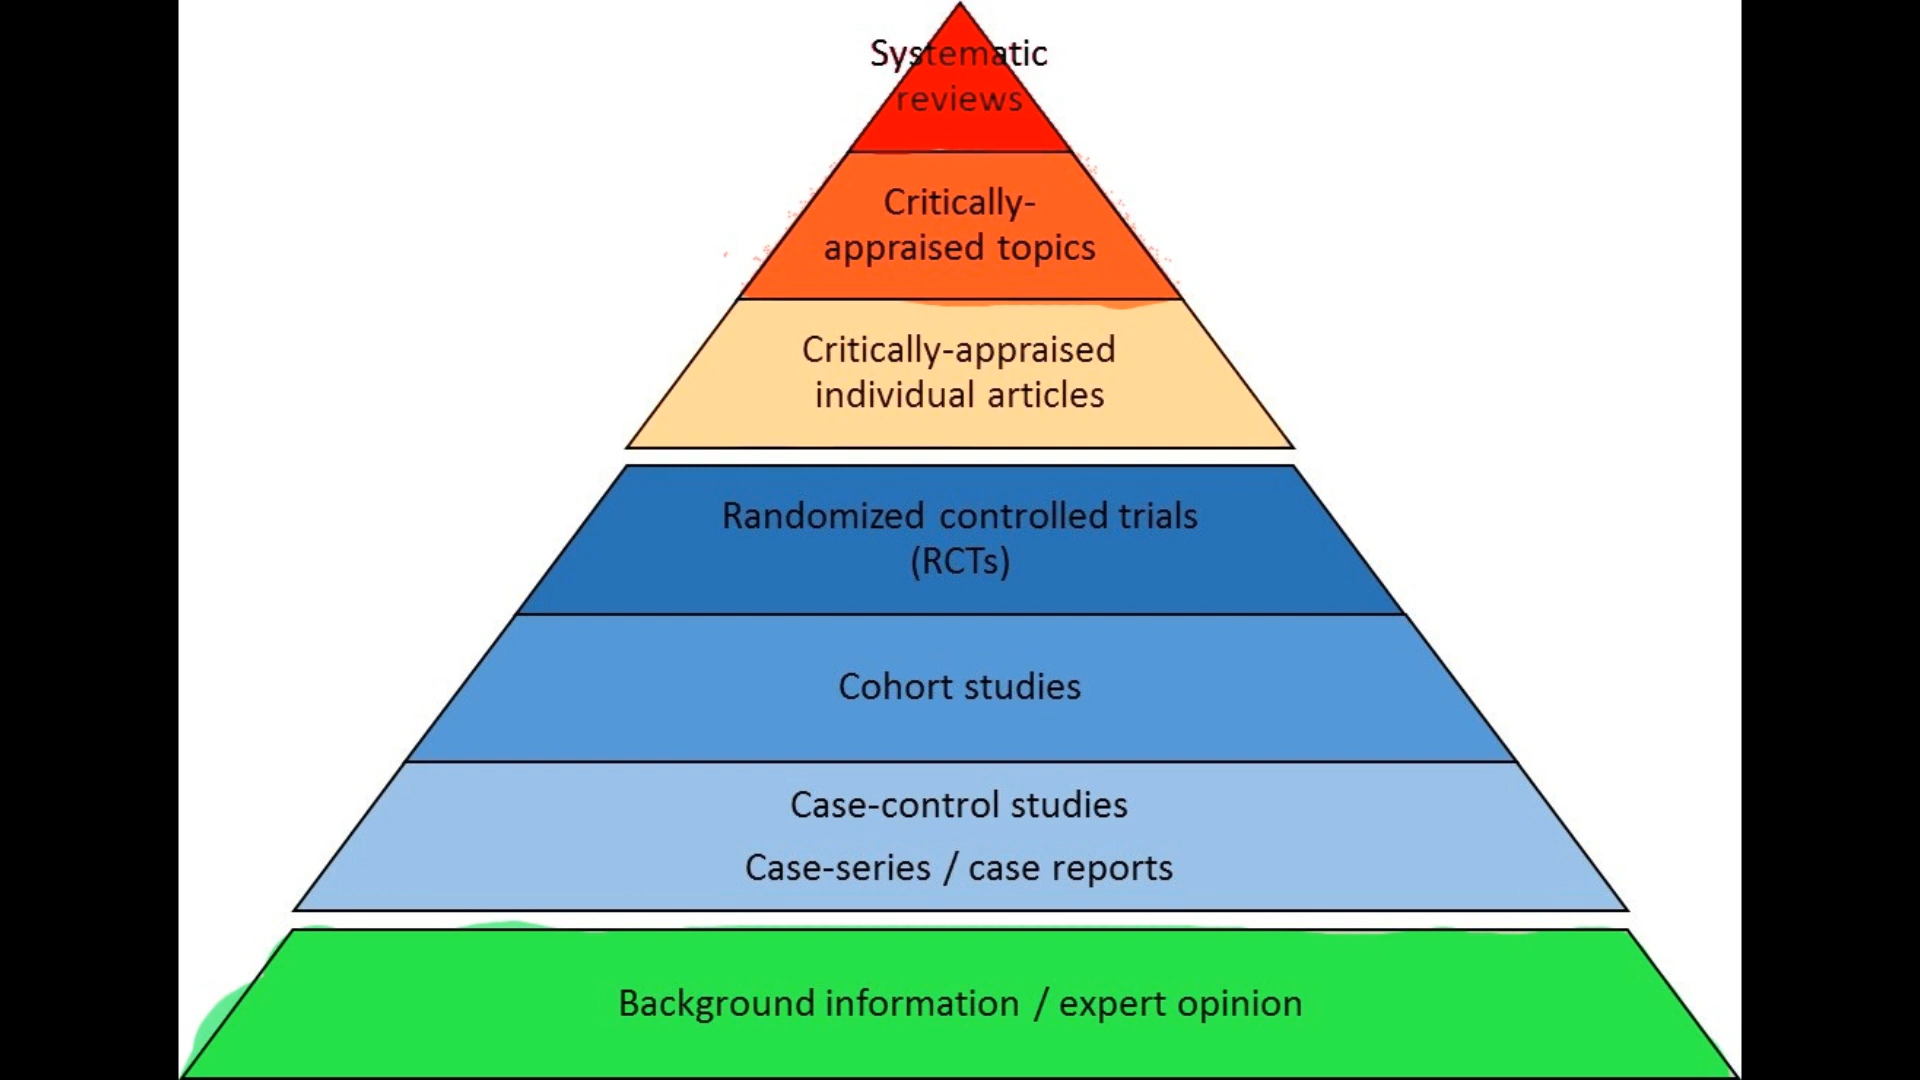 Systematic
reviews
Critically-
appraised topics
Critically-appraised
individual articles
Randomized controlled trials
(RCTs)
Cohort studies
Case-control studies
Case-series / case reports
Background information / expert opinion